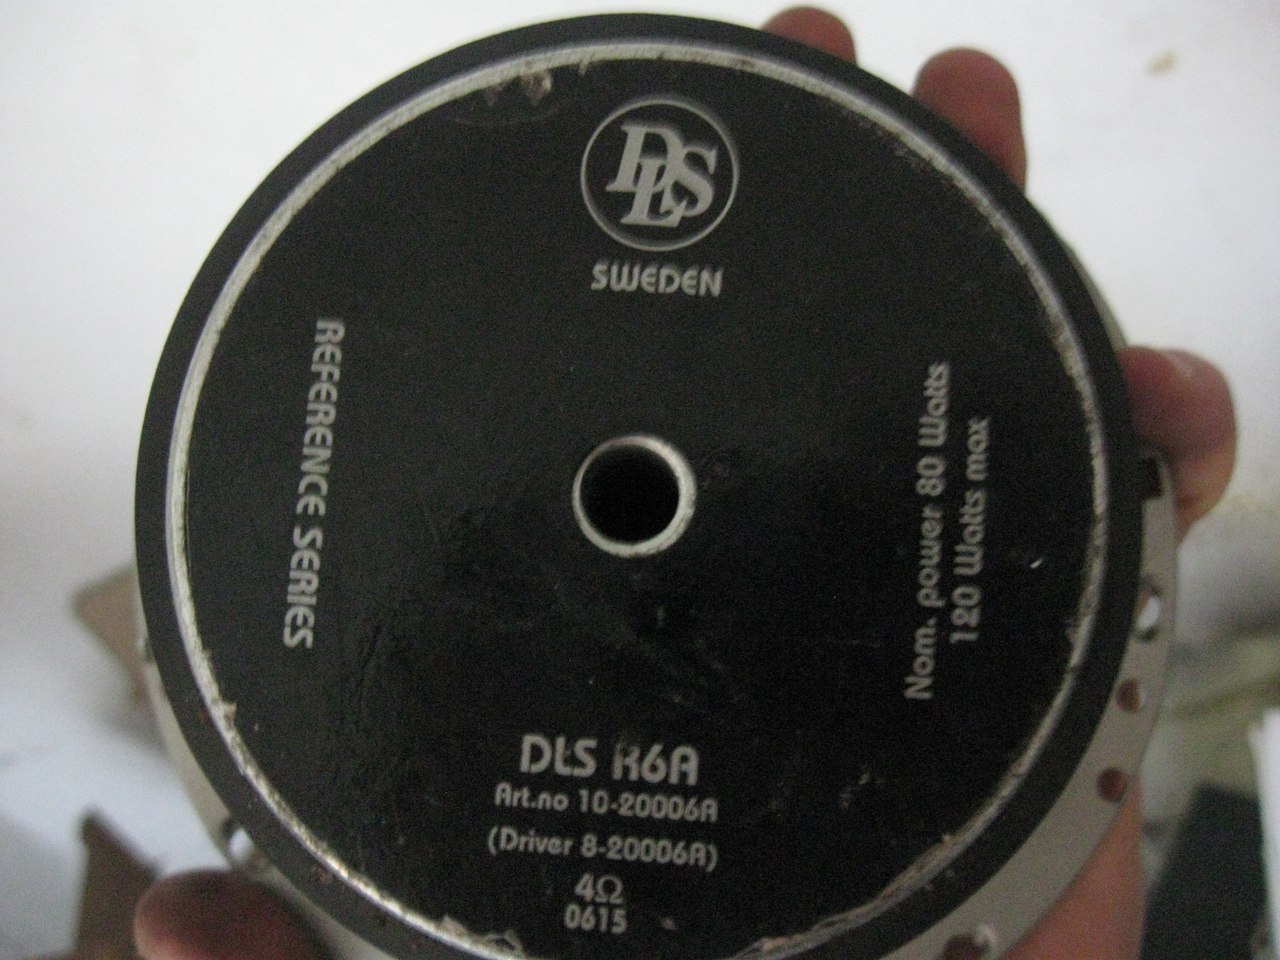 DLS
SWEDEN
REFERENCE SERIES
Nom. power 80 Watts
120 Watts max
DLS R6A
Art.no 10-20006A
(Driver 8-20006A)
4Ω
0615